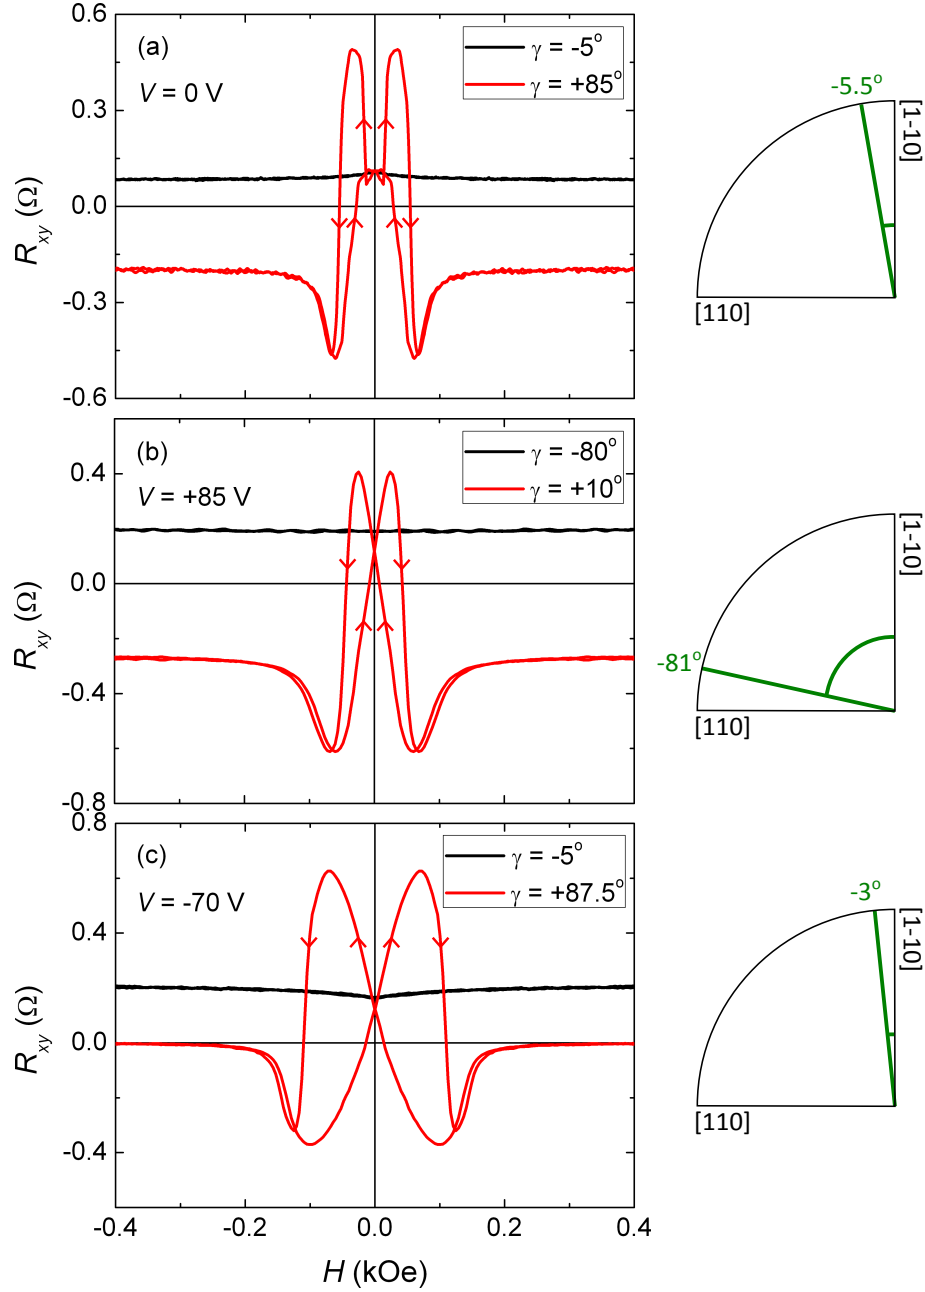 0.6
(a)
γ = -5°
γ = +85°
V = 0 V
0.3
0.0
-0.3
-0.6
R_xy (Ω)
-5.5°
[1-10]
[110]
(b)
γ = -80°
γ = +10°
V = +85 V
0.4
0.0
-0.4
-0.8
R_xy (Ω)
[1-10]
-81°
[110]
0.8
(c)
γ = -5°
γ = +87.5°
V = -70 V
0.4
0.0
-0.4
R_xy (Ω)
-3°
[1-10]
[110]
-0.4 -0.2 0.0 0.2 0.4
H (kOe)